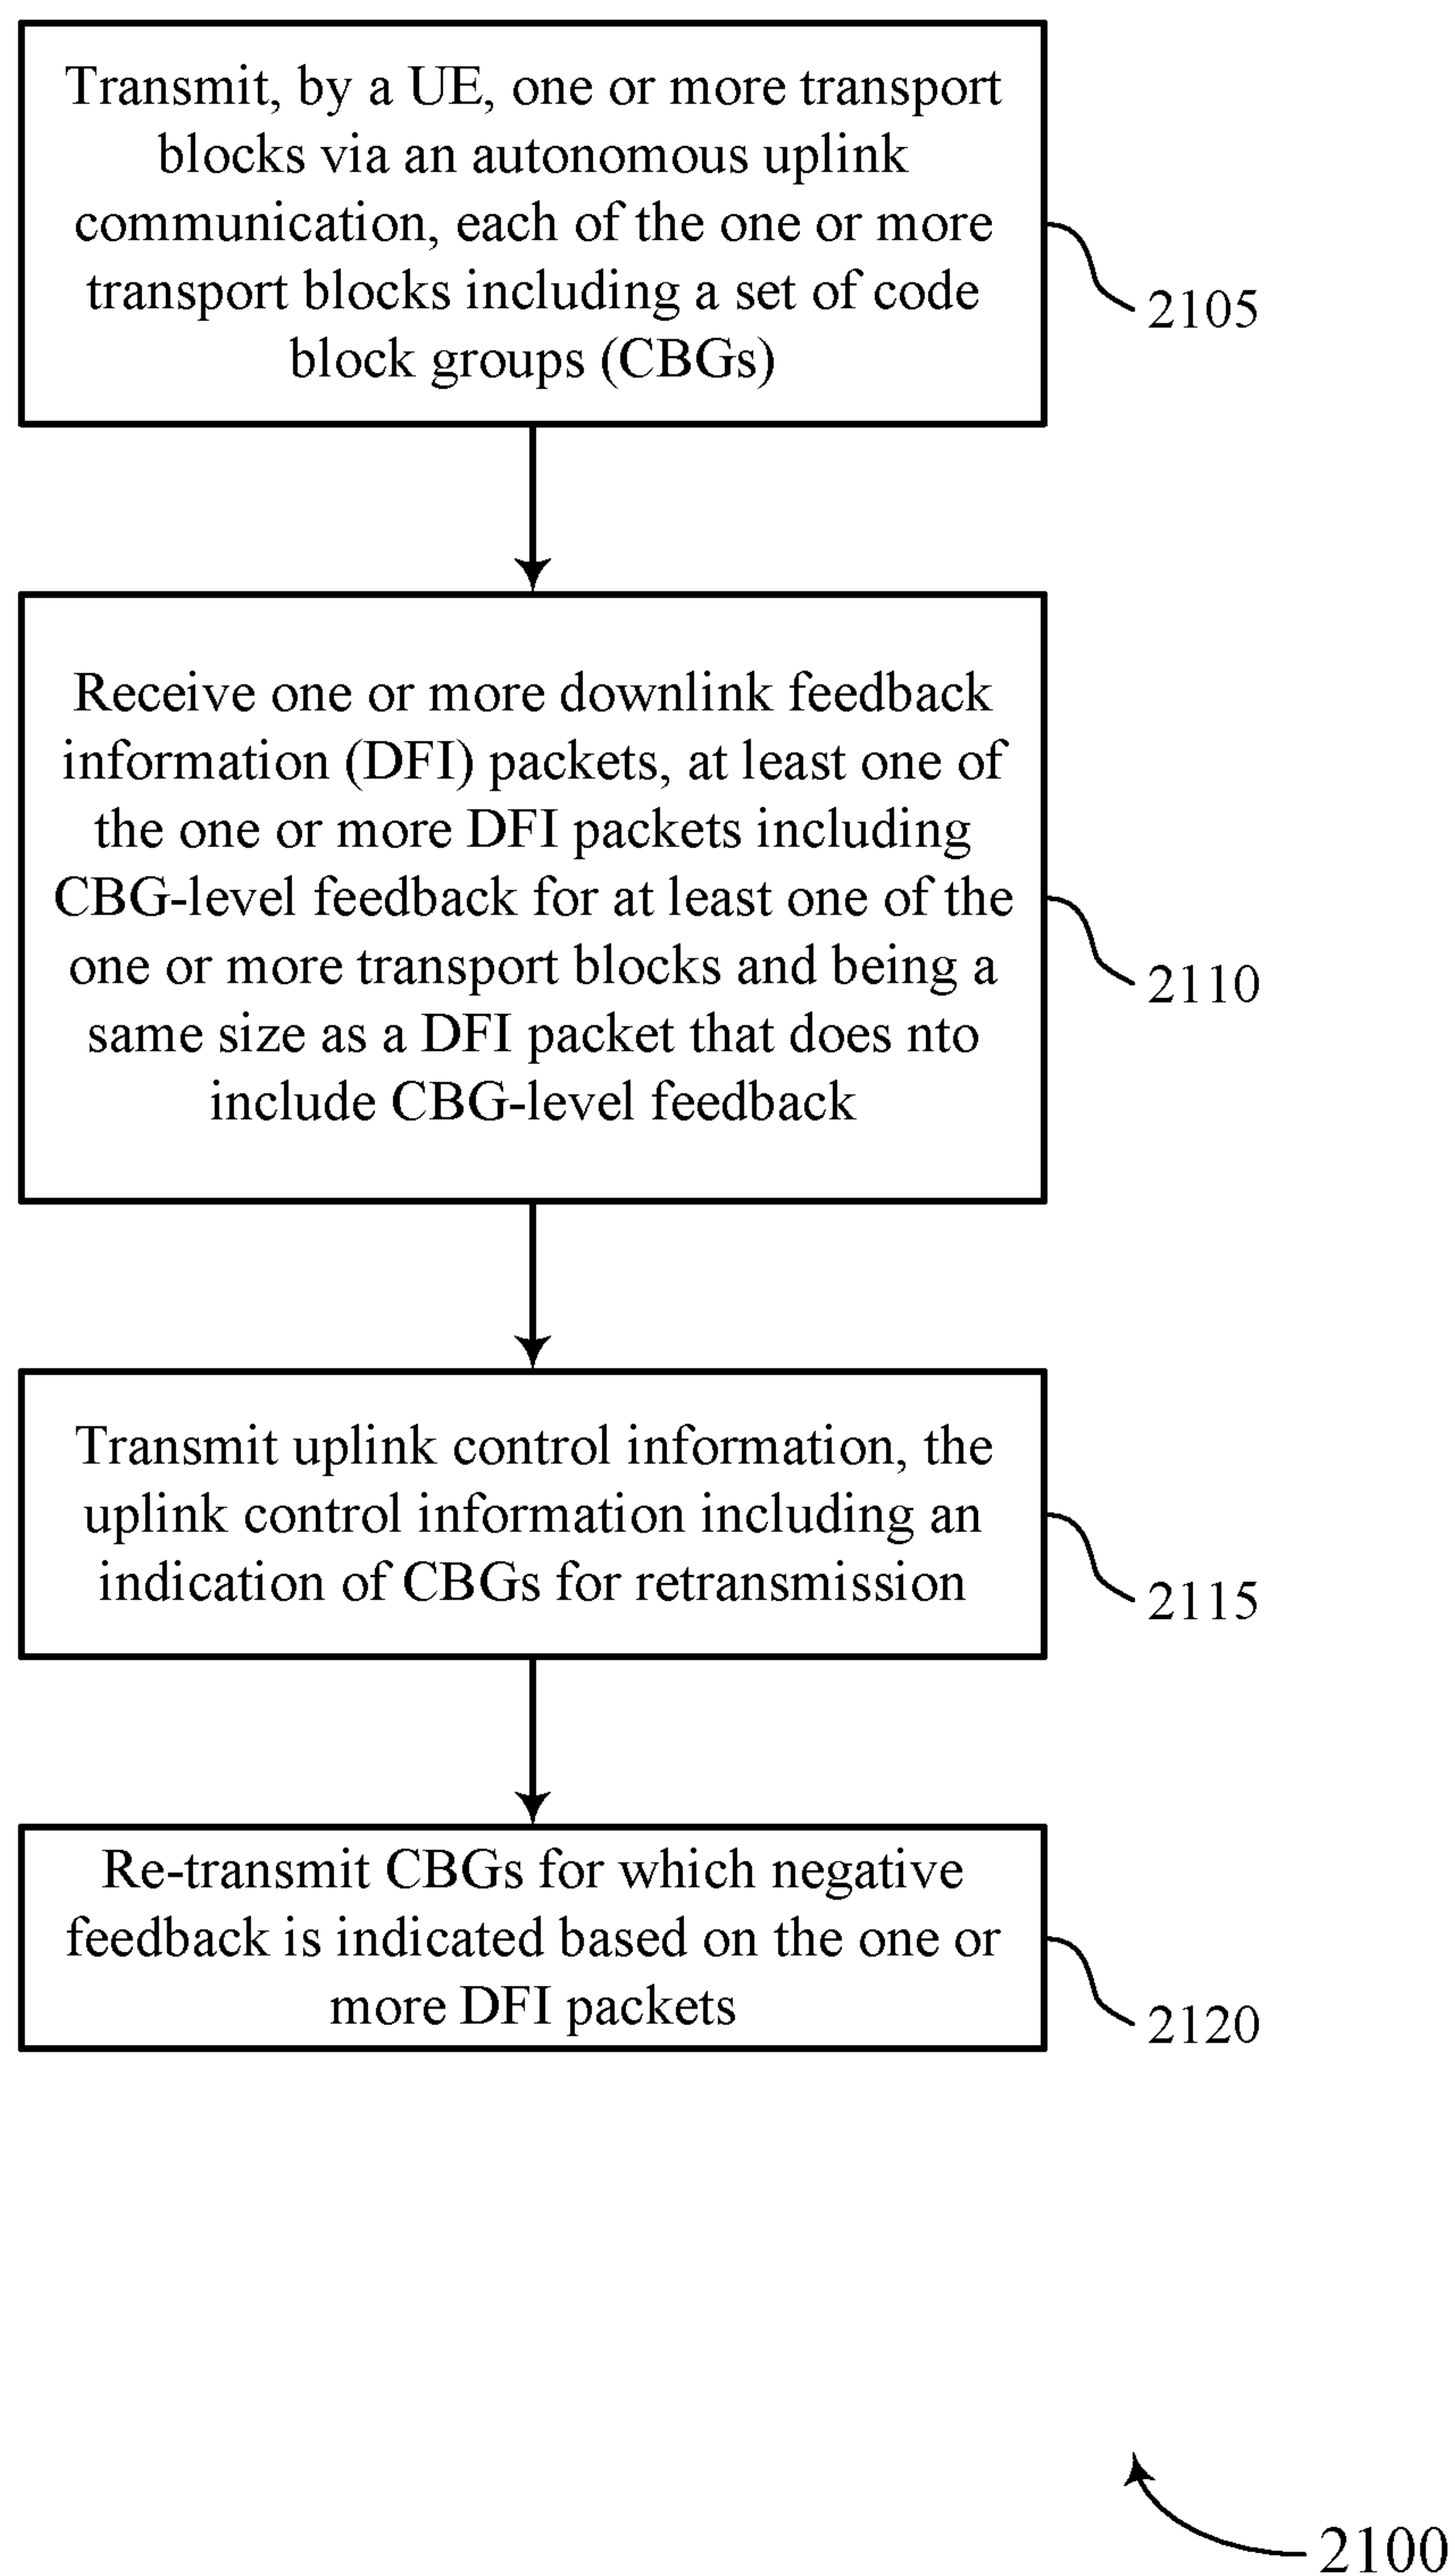 Transmit, by a UE, one or more transport
blocks via an autonomous uplink
communication, each of the one or more
transport blocks including a set of code
block groups (CBGs)
2105
Receive one or more downlink feedback
information (DFI) packets, at least one of
the one or more DFI packets including
CBG-level feedback for at least one of the
one or more transport blocks and being a
same size as a DFI packet that does nto
include CBG-level feedback
2110
Transmit uplink control information, the
uplink control information including an
indication of CBGs for retransmission
2115
Re-transmit CBGs for which negative
feedback is indicated based on the one or
more DFI packets
2120
2100